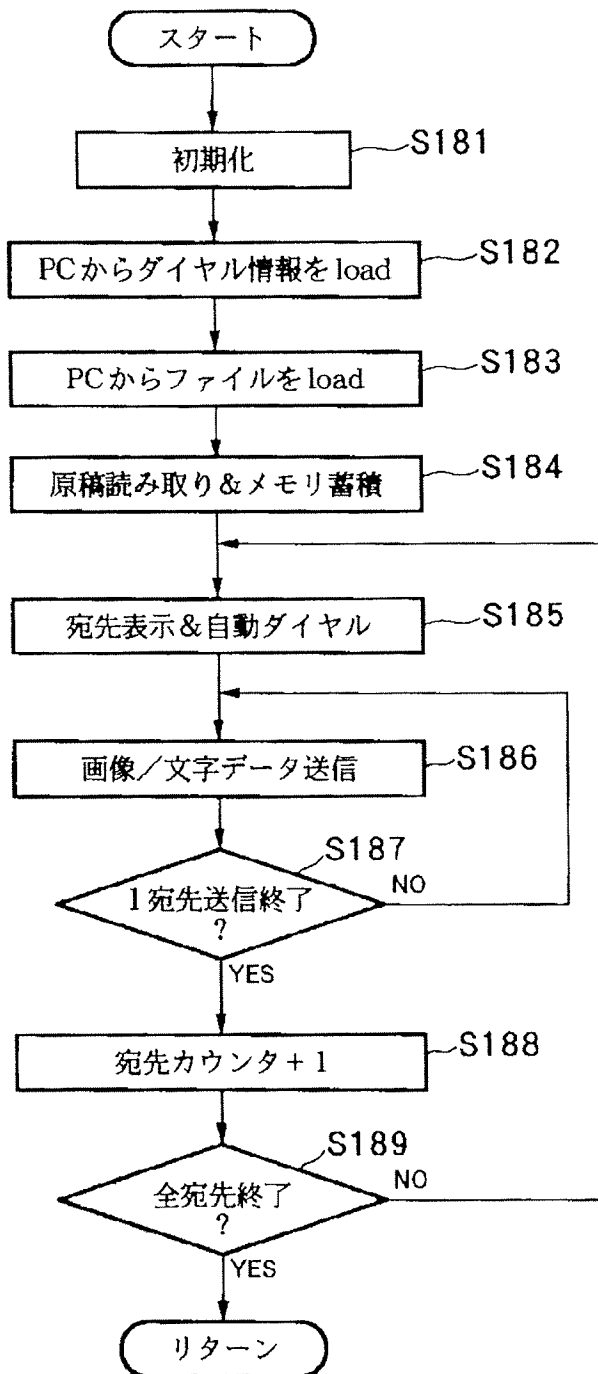 スタート
初期化
S181
PCからダイヤル情報をload
S182
PCからファイルをload
S183
原稿読み取り&メモリ蓄積
S184
宛先表示&自動ダイヤル
S185
画像/文字データ送信
S186
S187
1宛先送信終了
?
NO
YES
宛先カウンタ+1
S188
S189
全宛先終了
?
NO
YES
リターン